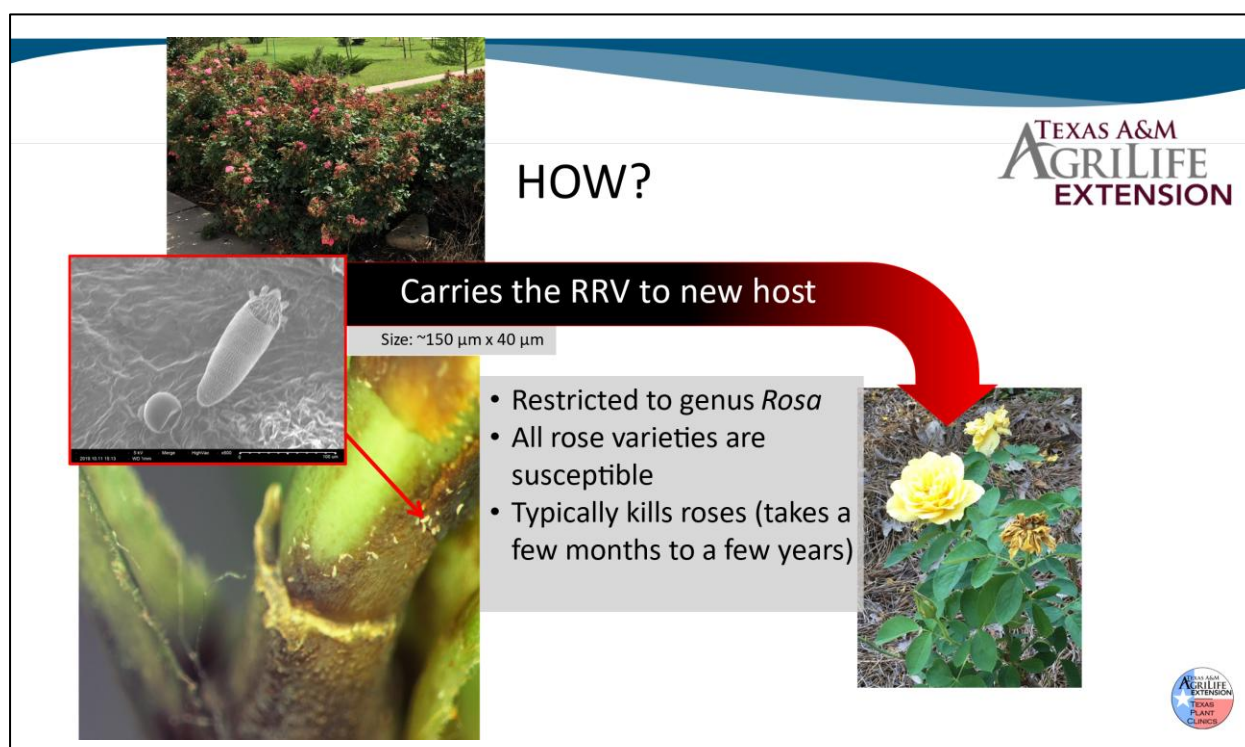 TEXAS A&M
AGRILIFE
EXTENSION
HOW?
Carries the RRV to new host
Size: ~150 µm x 40 µm
• Restricted to genus Rosa
• All rose varieties are
susceptible
• Typically kills roses (takes a
few months to a few years)
TEXAS A&M
AGRILIFE
EXTENSION
TEXAS
PLANT
CLINICS